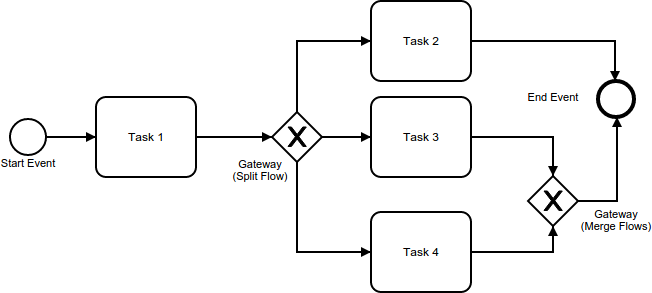 Task 2
End Event
Task 1
Task 3
Start Event
Gateway
(Split Flow)
Gateway
(Merge Flows)
Task 4